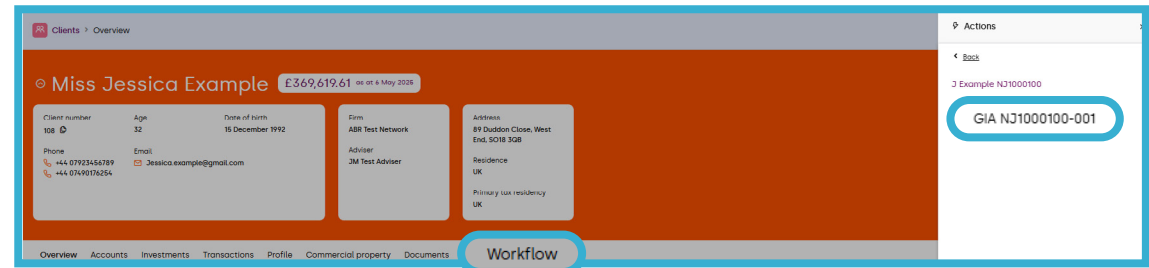 Clients > Overview
Miss Jessica Example £369,619.61 as at 6 May 2025
Client number Age Date of birth
108 32 15 December 1992
Phone Email
+44 07923456789 Jessica.example@gmail.com
+44 07490176254
Firm
ABR Test Network
Adviser
JM Test Adviser
Address
89 Duddon Close, West
End, SO18 3QB
Residence
UK
Primary tax residency
UK
Overview Accounts Investments Transactions Profile Commercial property Documents Workflow
Actions
Back
J Example NJ1000100
GIA NJ1000100-001